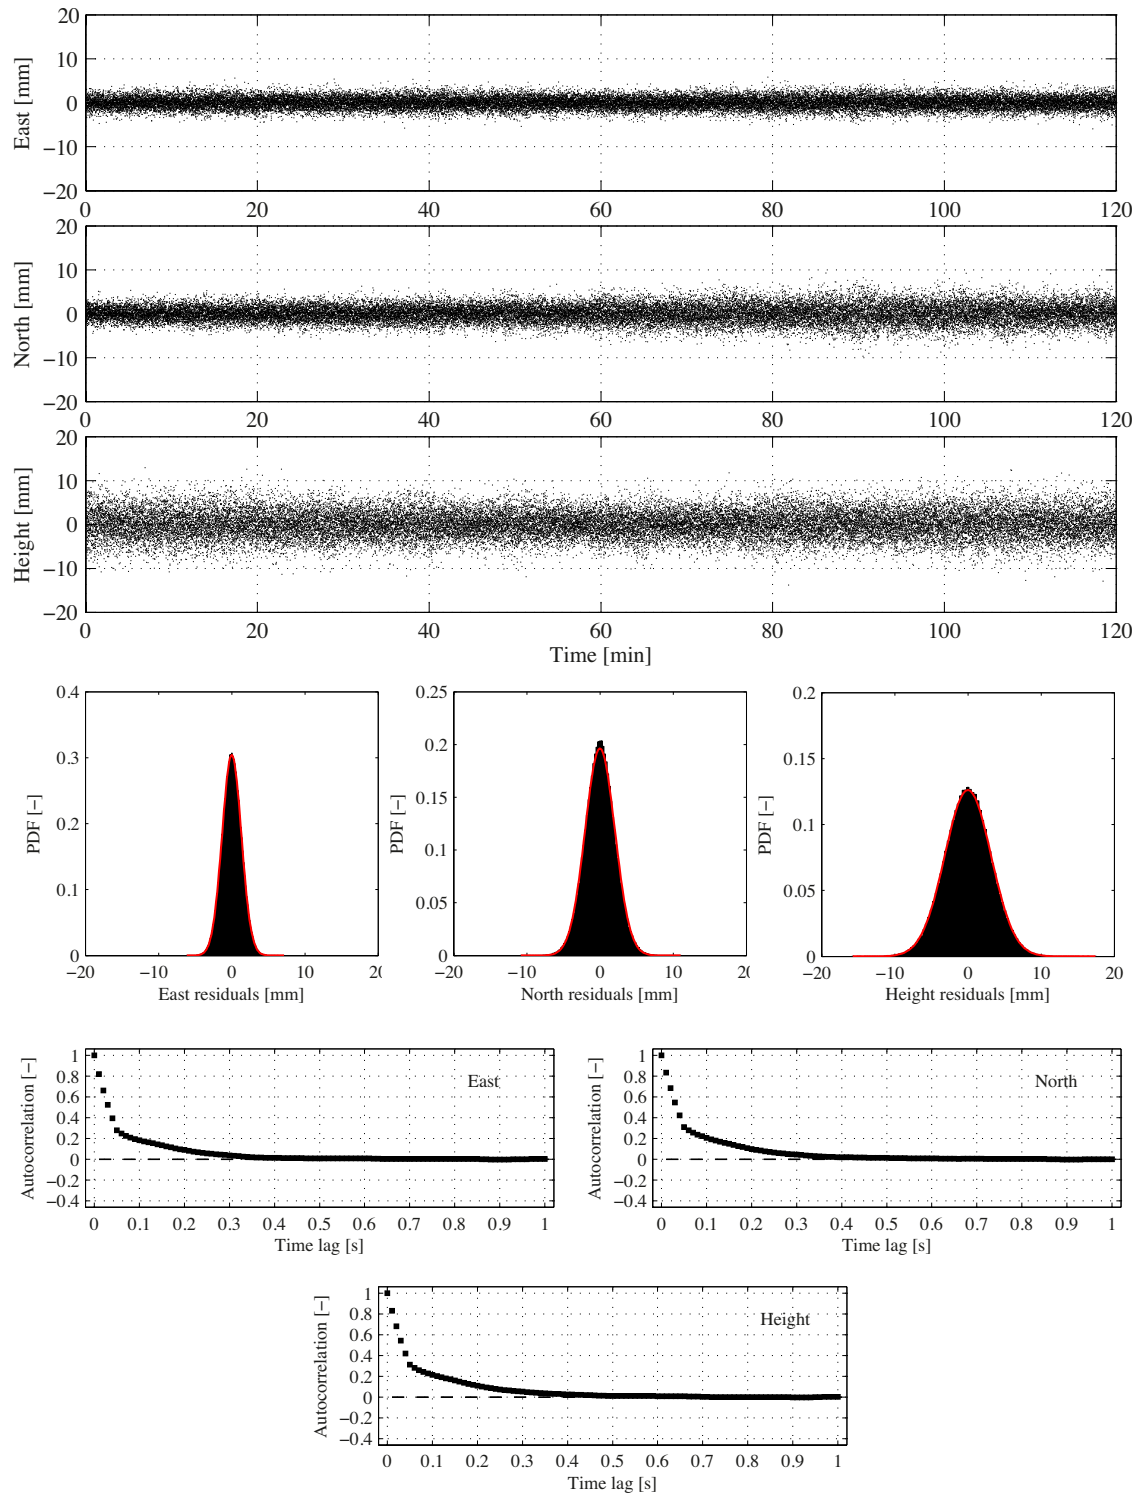 20
10
0
−10
−20
East [mm]
0 20 40 60 80 100 120
20
10
0
−10
−20
North [mm]
0 20 40 60 80 100 120
20
10
0
−10
−20
Height [mm]
0 20 40 60 80 100 120
Time [min]
0.4
0.3
0.2
0.1
0
PDF [−]
−20 −10 0 10 20
East residuals [mm]
0.25
0.2
0.15
0.1
0.05
0
PDF [−]
−20 −10 0 10 20
North residuals [mm]
0.2
0.15
0.1
0.05
0
PDF [−]
−20 −10 0 10 20
Height residuals [mm]
1
0.8
0.6
0.4
0.2
0
−0.2
−0.4
Autocorrelation [−]
East
0 0.1 0.2 0.3 0.4 0.5 0.6 0.7 0.8 0.9 1
Time lag [s]
1
0.8
0.6
0.4
0.2
0
−0.2
−0.4
Autocorrelation [−]
North
0 0.1 0.2 0.3 0.4 0.5 0.6 0.7 0.8 0.9 1
Time lag [s]
1
0.8
0.6
0.4
0.2
0
−0.2
−0.4
Autocorrelation [−]
Height
0 0.1 0.2 0.3 0.4 0.5 0.6 0.7 0.8 0.9 1
Time lag [s]